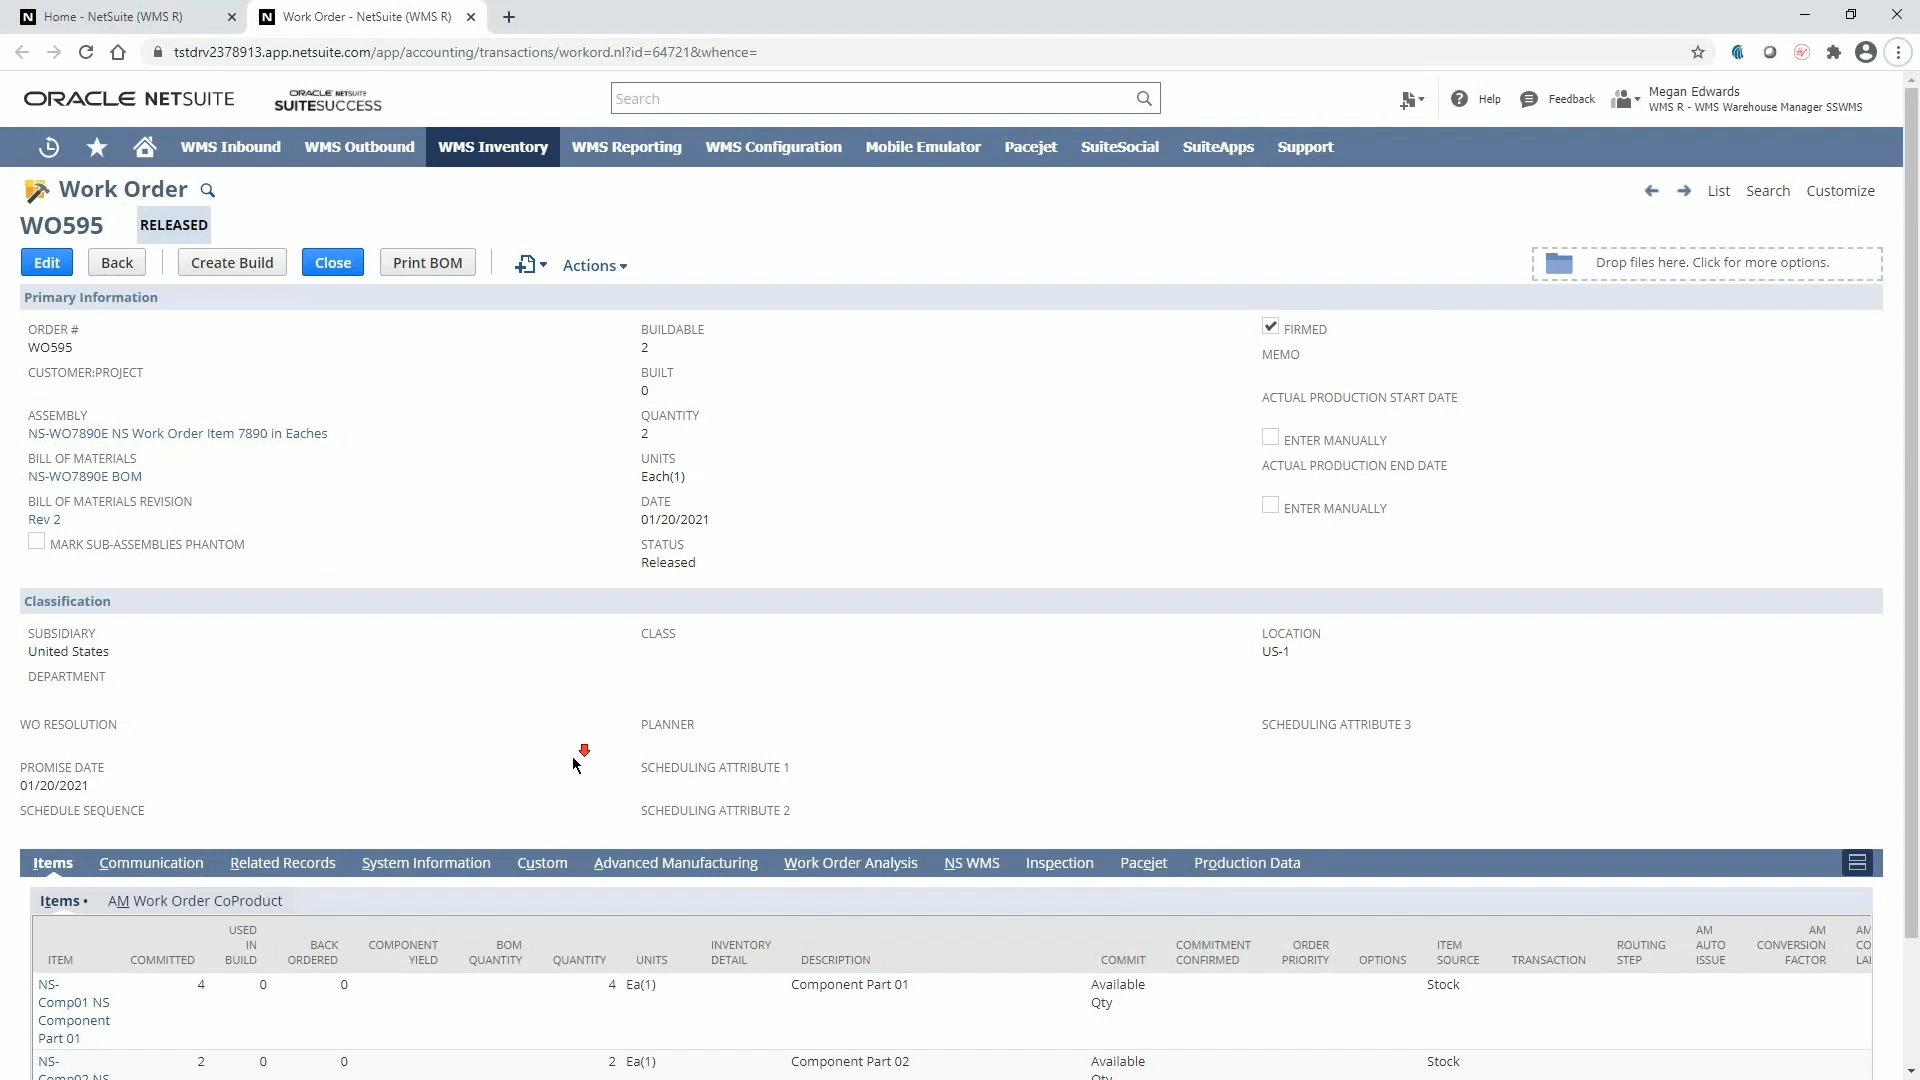 Home - NetSuite (WMS R)
Work Order - NetSuite (WMS R)
tstdrv2378913.app.netsuite.com/app/accounting/transactions/workord.nl?id=64721&whence=
ORACLE NETSUITE
ORACLE NETSUITE
SUITESUCCESS
Search
Help
Feedback
Megan Edwards
WMS R - WMS Warehouse Manager SSWMS
WMS Inbound
WMS Outbound
WMS Inventory
WMS Reporting
WMS Configuration
Mobile Emulator
Pacejet
SuiteSocial
SuiteApps
Support
Work Order
List
Search
Customize
WO595
RELEASED
Edit
Back
Create Build
Close
Print BOM
Actions
Drop files here. Click for more options.
Primary Information
ORDER #
WO595
CUSTOMER:PROJECT
ASSEMBLY
NS-WO7890E NS Work Order Item 7890 in Eaches
BILL OF MATERIALS
NS-WO7890E BOM
BILL OF MATERIALS REVISION
Rev 2
MARK SUB-ASSEMBLIES PHANTOM
BUILDABLE
2
BUILT
0
QUANTITY
2
UNITS
Each(1)
DATE
01/20/2021
STATUS
Released
FIRMED
MEMO
ACTUAL PRODUCTION START DATE
ENTER MANUALLY
ACTUAL PRODUCTION END DATE
ENTER MANUALLY
Classification
SUBSIDIARY
United States
DEPARTMENT
CLASS
LOCATION
US-1
WO RESOLUTION
PROMISE DATE
01/20/2021
SCHEDULE SEQUENCE
PLANNER
SCHEDULING ATTRIBUTE 1
SCHEDULING ATTRIBUTE 2
SCHEDULING ATTRIBUTE 3
Items
Communication
Related Records
System Information
Custom
Advanced Manufacturing
Work Order Analysis
NS WMS
Inspection
Pacejet
Production Data
Items •
AM Work Order CoProduct
ITEM
COMMITTED
USED
IN
BUILD
BACK
ORDERED
COMPONENT
YIELD
BOM
QUANTITY
QUANTITY
UNITS
INVENTORY
DETAIL
DESCRIPTION
COMMIT
COMMITMENT
CONFIRMED
ORDER
PRIORITY
OPTIONS
ITEM
SOURCE
TRANSACTION
ROUTING
STEP
AM
AUTO
ISSUE
AM
CONVERSION
FACTOR
AM
CO
LA
NS-
Comp01 NS
Component
Part 01
4
0
0
4
Ea(1)
Component Part 01
Available
Qty
Stock
NS-
Comp02 NS
2
0
0
2
Ea(1)
Component Part 02
Available
Qty
Stock